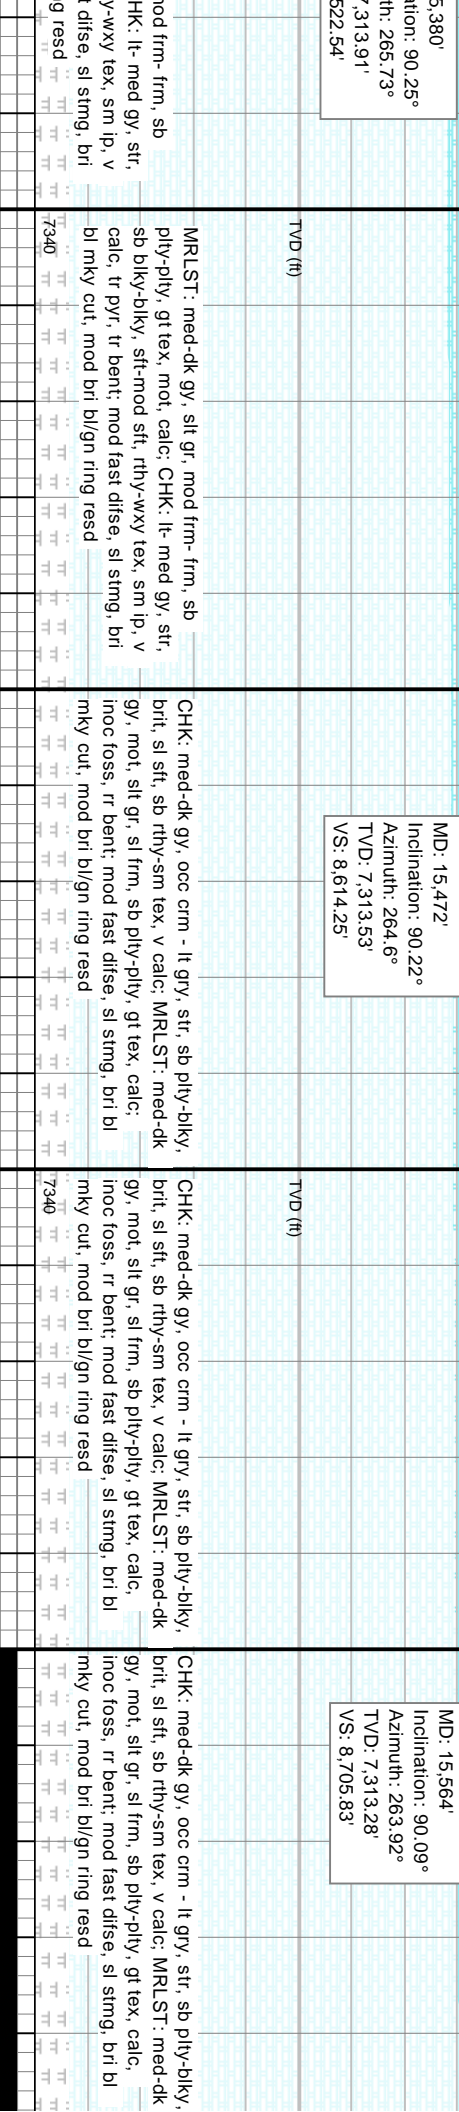 5,380'
ation: 90.25°
th: 265.73°
7,313.91'
522.54'
mod frm- frm, sb
HK: lt- med gy, str,
y-wxy tex, sm ip, v
t difse, sl stmg, bri
g resd
TVD (ft)
7340
MRLST: med-dk gy, slt gr, mod frm- frm, sb
plty-plty, gt tex, mot, calc; CHK: lt- med gy, str,
sb blky-blky, sft-mod sft, rthy-wxy tex, sm ip, v
calc, tr pyr, tr bent; mod fast difse, sl stmg, bri
bl mky cut, mod bri bl/gn ring resd
MD: 15,472'
Inclination: 90.22°
Azimuth: 264.6°
TVD: 7,313.53'
VS: 8,614.25'
CHK: med-dk gy, occ crm - lt gry, str, sb plty-blky,
brit, sl sft, sb rthy-sm tex, v calc; MRLST: med-dk
gy, mot, slt gr, sl frm, sb plty-plty, gt tex, calc;
inoc foss, rr bent; mod fast difse, sl stmg, bri bl
mky cut, mod bri bl/gn ring resd
TVD (ft)
7340
CHK: med-dk gy, occ crm - lt gry, str, sb plty-blky,
brit, sl sft, sb rthy-sm tex, v calc; MRLST: med-dk
gy, mot, slt gr, sl frm, sb plty-plty, gt tex, calc,
inoc foss, rr bent; mod fast difse, sl stmg, bri bl
mky cut, mod bri bl/gn ring resd
MD: 15,564'
Inclination: 90.09°
Azimuth: 263.92°
TVD: 7,313.28'
VS: 8,705.83'
CHK: med-dk gy, occ crm - lt gry, str, sb plty-blky,
brit, sl sft, sb rthy-sm tex, v calc; MRLST: med-dk
gy, mot, slt gr, sl frm, sb plty-plty, gt tex, calc,
inoc foss, rr bent; mod fast difse, sl stmg, bri bl
mky cut, mod bri bl/gn ring resd